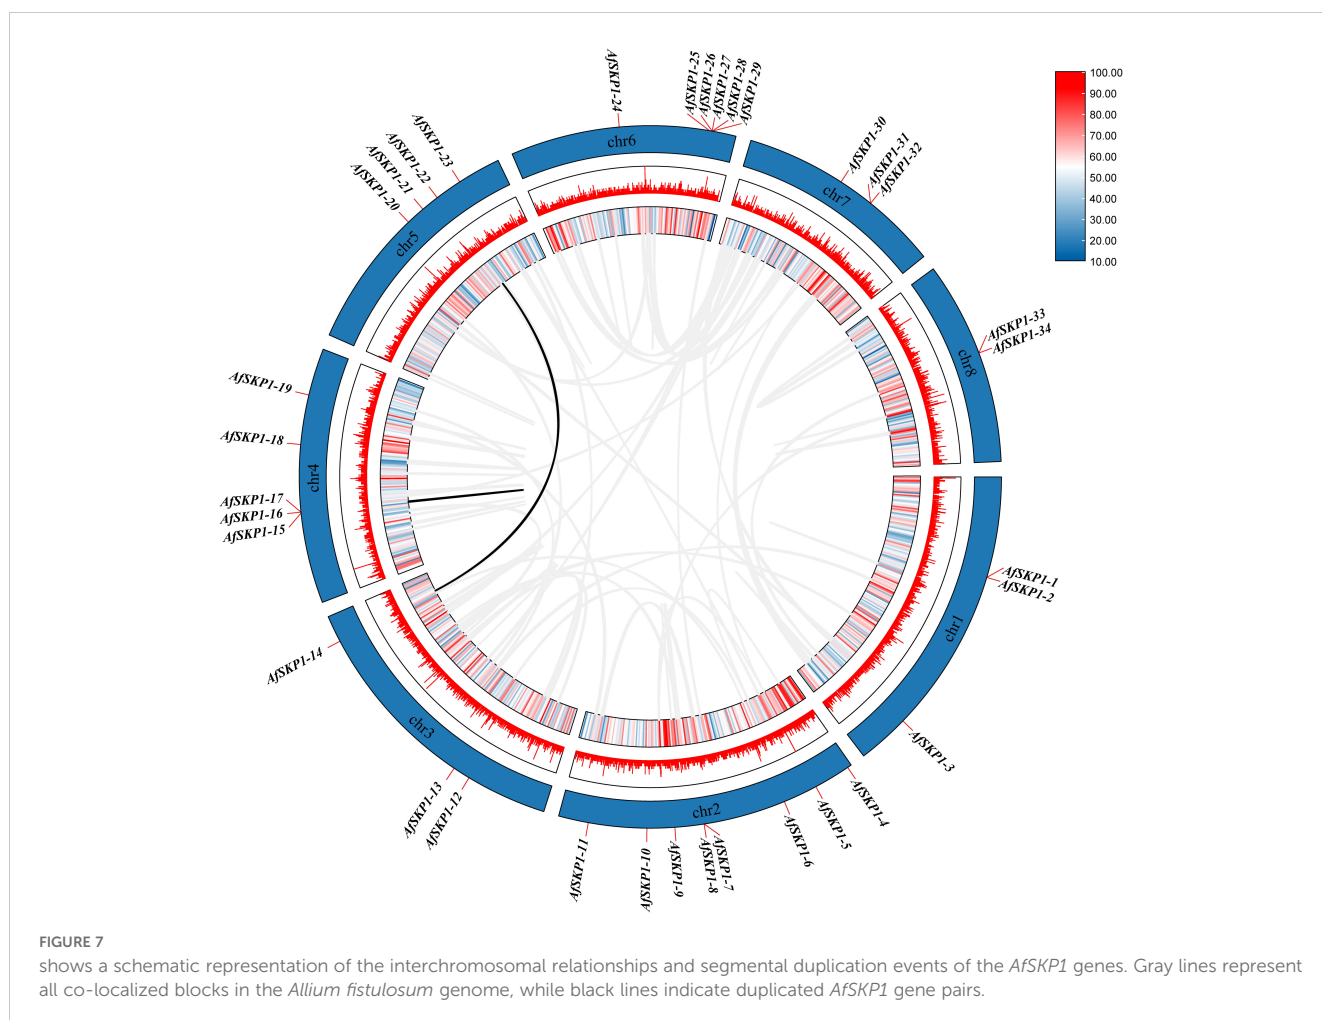 AfSKP1-24
AfSKP1-25
AfSKP1-26
AfSKP1-27
AfSKP1-28
AfSKP1-29
AfSKP1-30
AfSKP1-31
AfSKP1-32
AfSKP1-33
AfSKP1-34
AfSKP1-1
AfSKP1-2
AfSKP1-3
AfSKP1-4
AfSKP1-5
AfSKP1-6
AfSKP1-7
AfSKP1-8
AfSKP1-9
AfSKP1-10
AfSKP1-11
AfSKP1-12
AfSKP1-13
AfSKP1-14
AfSKP1-15
AfSKP1-16
AfSKP1-17
AfSKP1-18
AfSKP1-19
AfSKP1-20
AfSKP1-21
AfSKP1-22
AfSKP1-23
chr6
chr7
chr8
chr1
chr2
chr3
chr4
chr5
100.00
90.00
80.00
70.00
60.00
50.00
40.00
30.00
20.00
10.00
FIGURE 7
shows a schematic representation of the interchromosomal relationships and segmental duplication events of the AfSKP1 genes. Gray lines represent
all co-localized blocks in the Allium fistulosum genome, while black lines indicate duplicated AfSKP1 gene pairs.